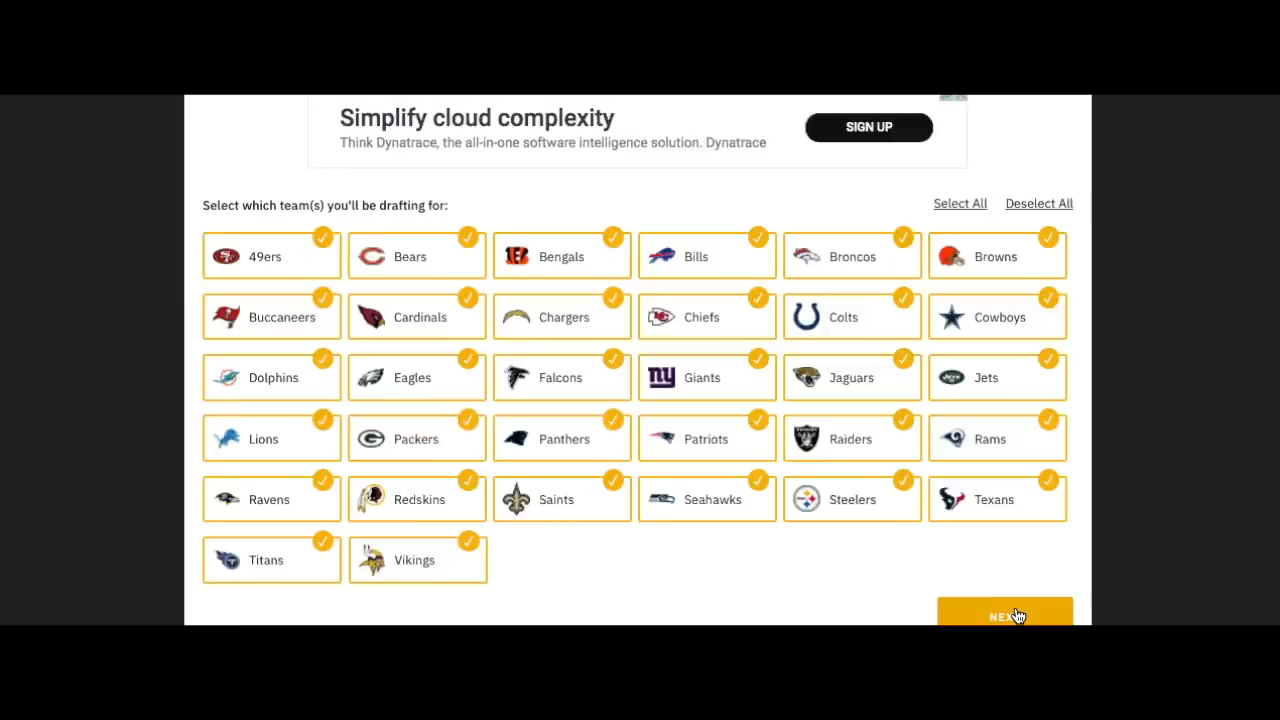 Simplify cloud complexity
Think Dynatrace, the all-in-one software intelligence solution. Dynatrace
SIGN UP
Select which team(s) you'll be drafting for:
Select All
Deselect All
49ers
Bears
Bengals
Bills
Broncos
Browns
Buccaneers
Cardinals
Chargers
Chiefs
Colts
Cowboys
Dolphins
Eagles
Falcons
ny
Giants
Jaguars
Jets
Lions
Packers
Panthers
Patriots
Raiders
Rams
Ravens
Redskins
Saints
Seahawks
Steelers
Texans
Titans
Vikings